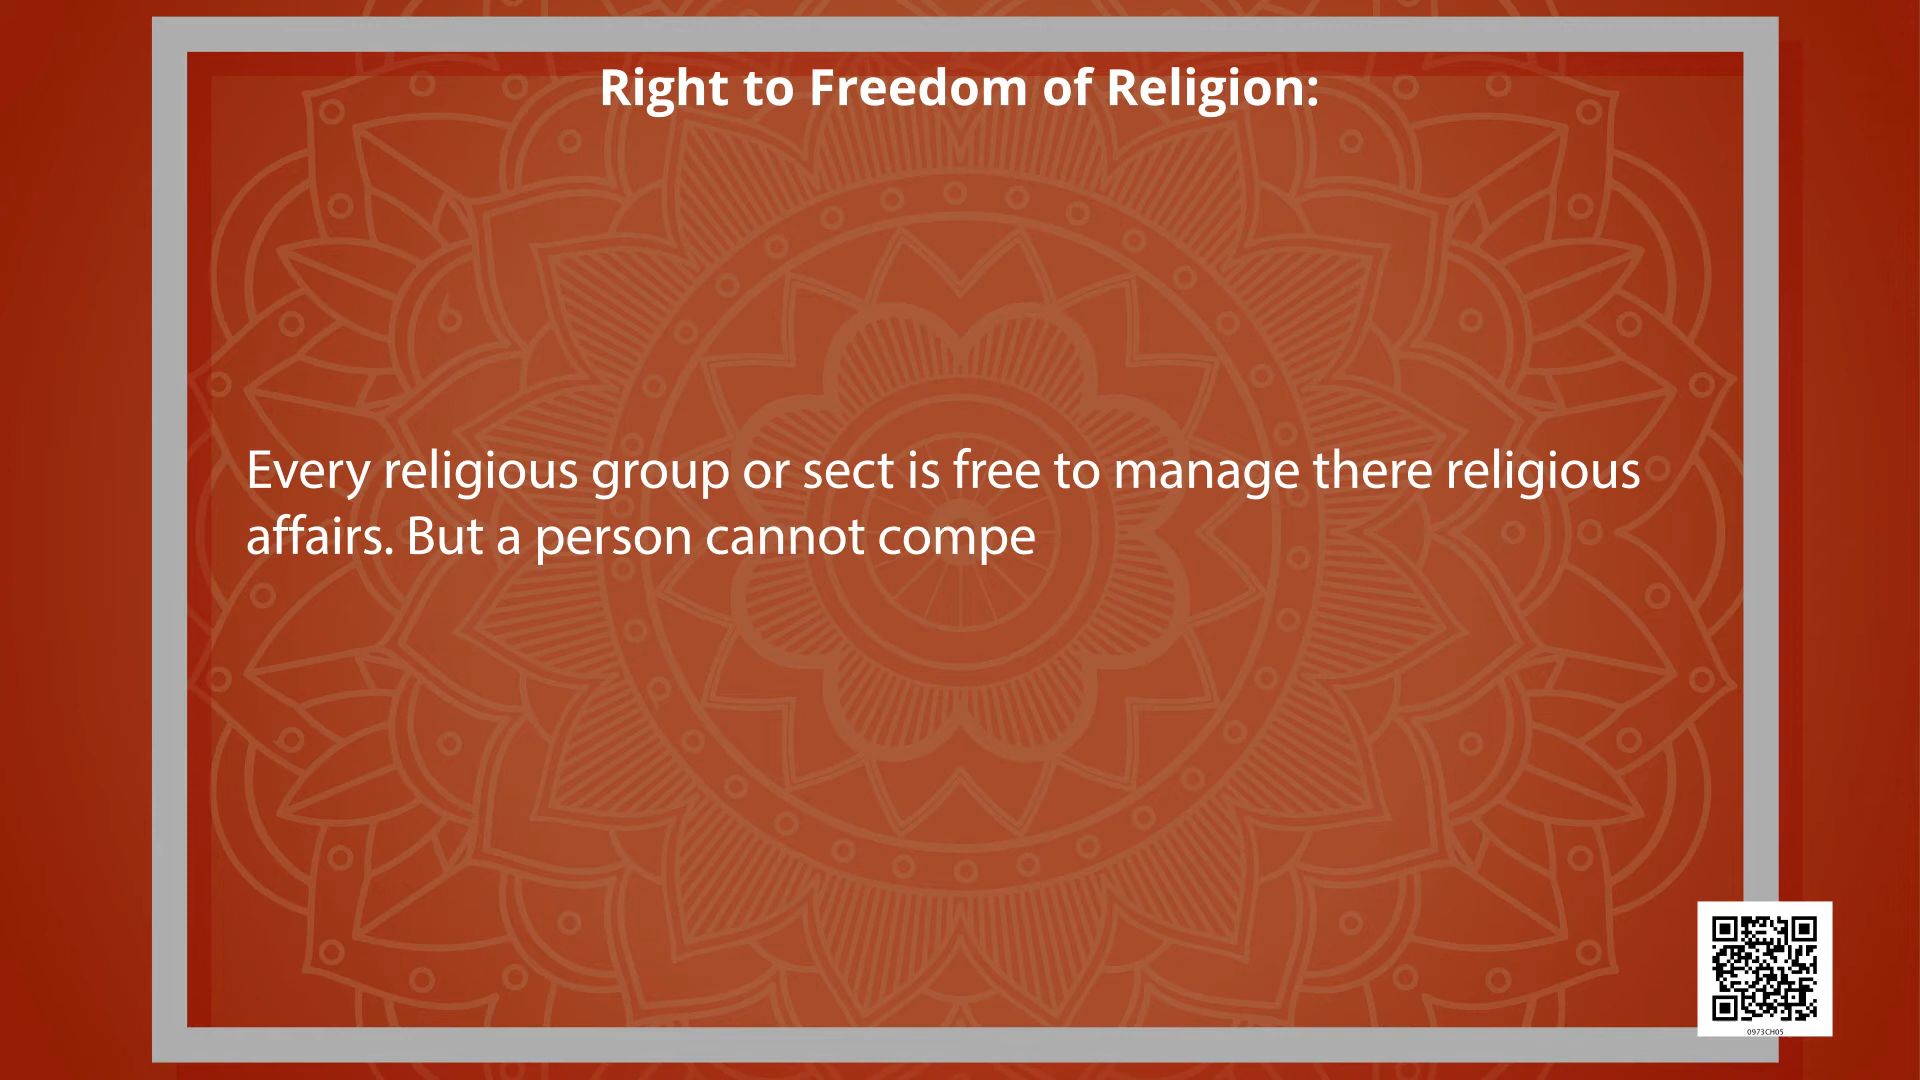 Right to Freedom of Religion:
Every religious group or sect is free to manage there religious
affairs. But a person cannot compe
0973CH05